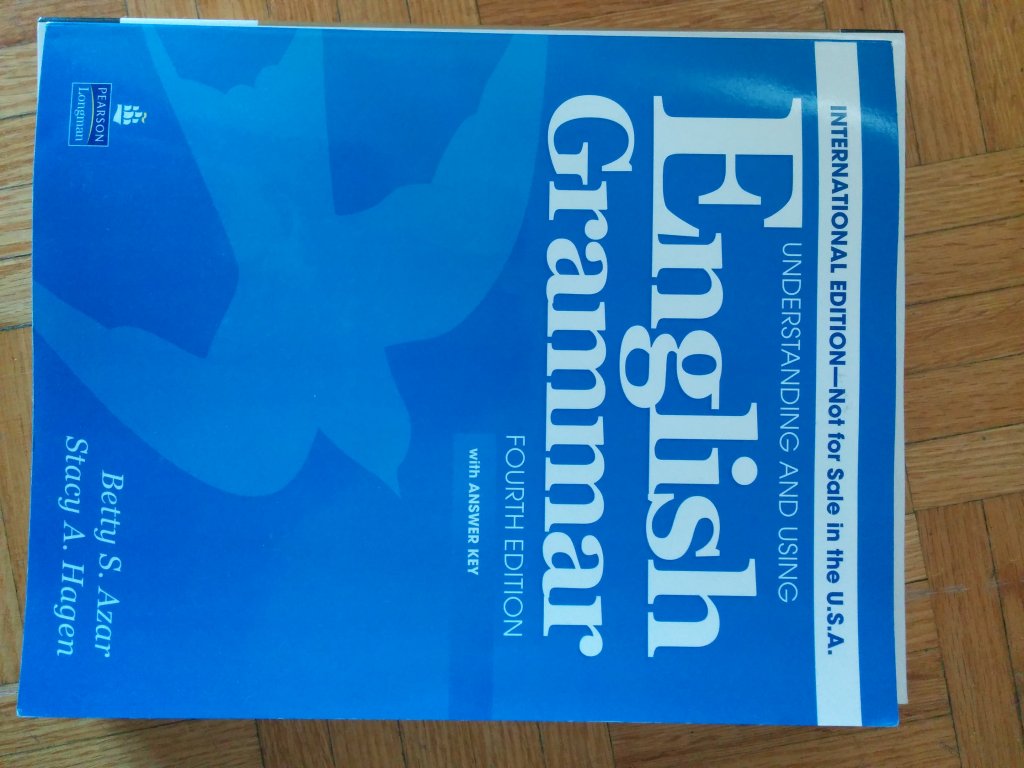 INTERNATIONAL EDITION—Not for Sale in the U.S.A.
UNDERSTANDING AND USING
English
Grammar
FOURTH EDITION
with ANSWER KEY
Betty S. Azar
Stacy A. Hagen
PEARSON
Longman